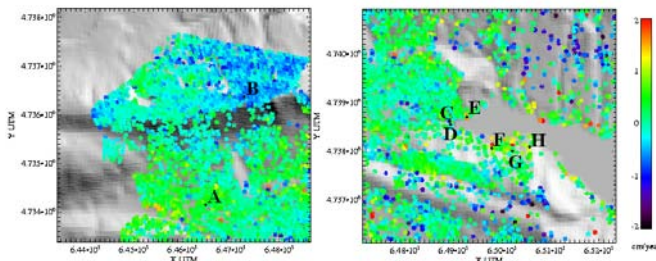 4.738•10⁶
4.737•10⁶
4.736•10⁶
4.735•10⁶
4.734•10⁶
Y UTM
B
A
6.44•10⁵ 6.45•10⁵ 6.46•10⁵ 6.47•10⁵ 6.48•10⁵
X UTM
4.740•10⁶
4.739•10⁶
4.738•10⁶
4.737•10⁶
Y UTM
C E
D
F H
G
6.48•10⁵ 6.49•10⁵ 6.50•10⁵ 6.51•10⁵ 6.52•10⁵
X UTM
2
1
0
-1
-2